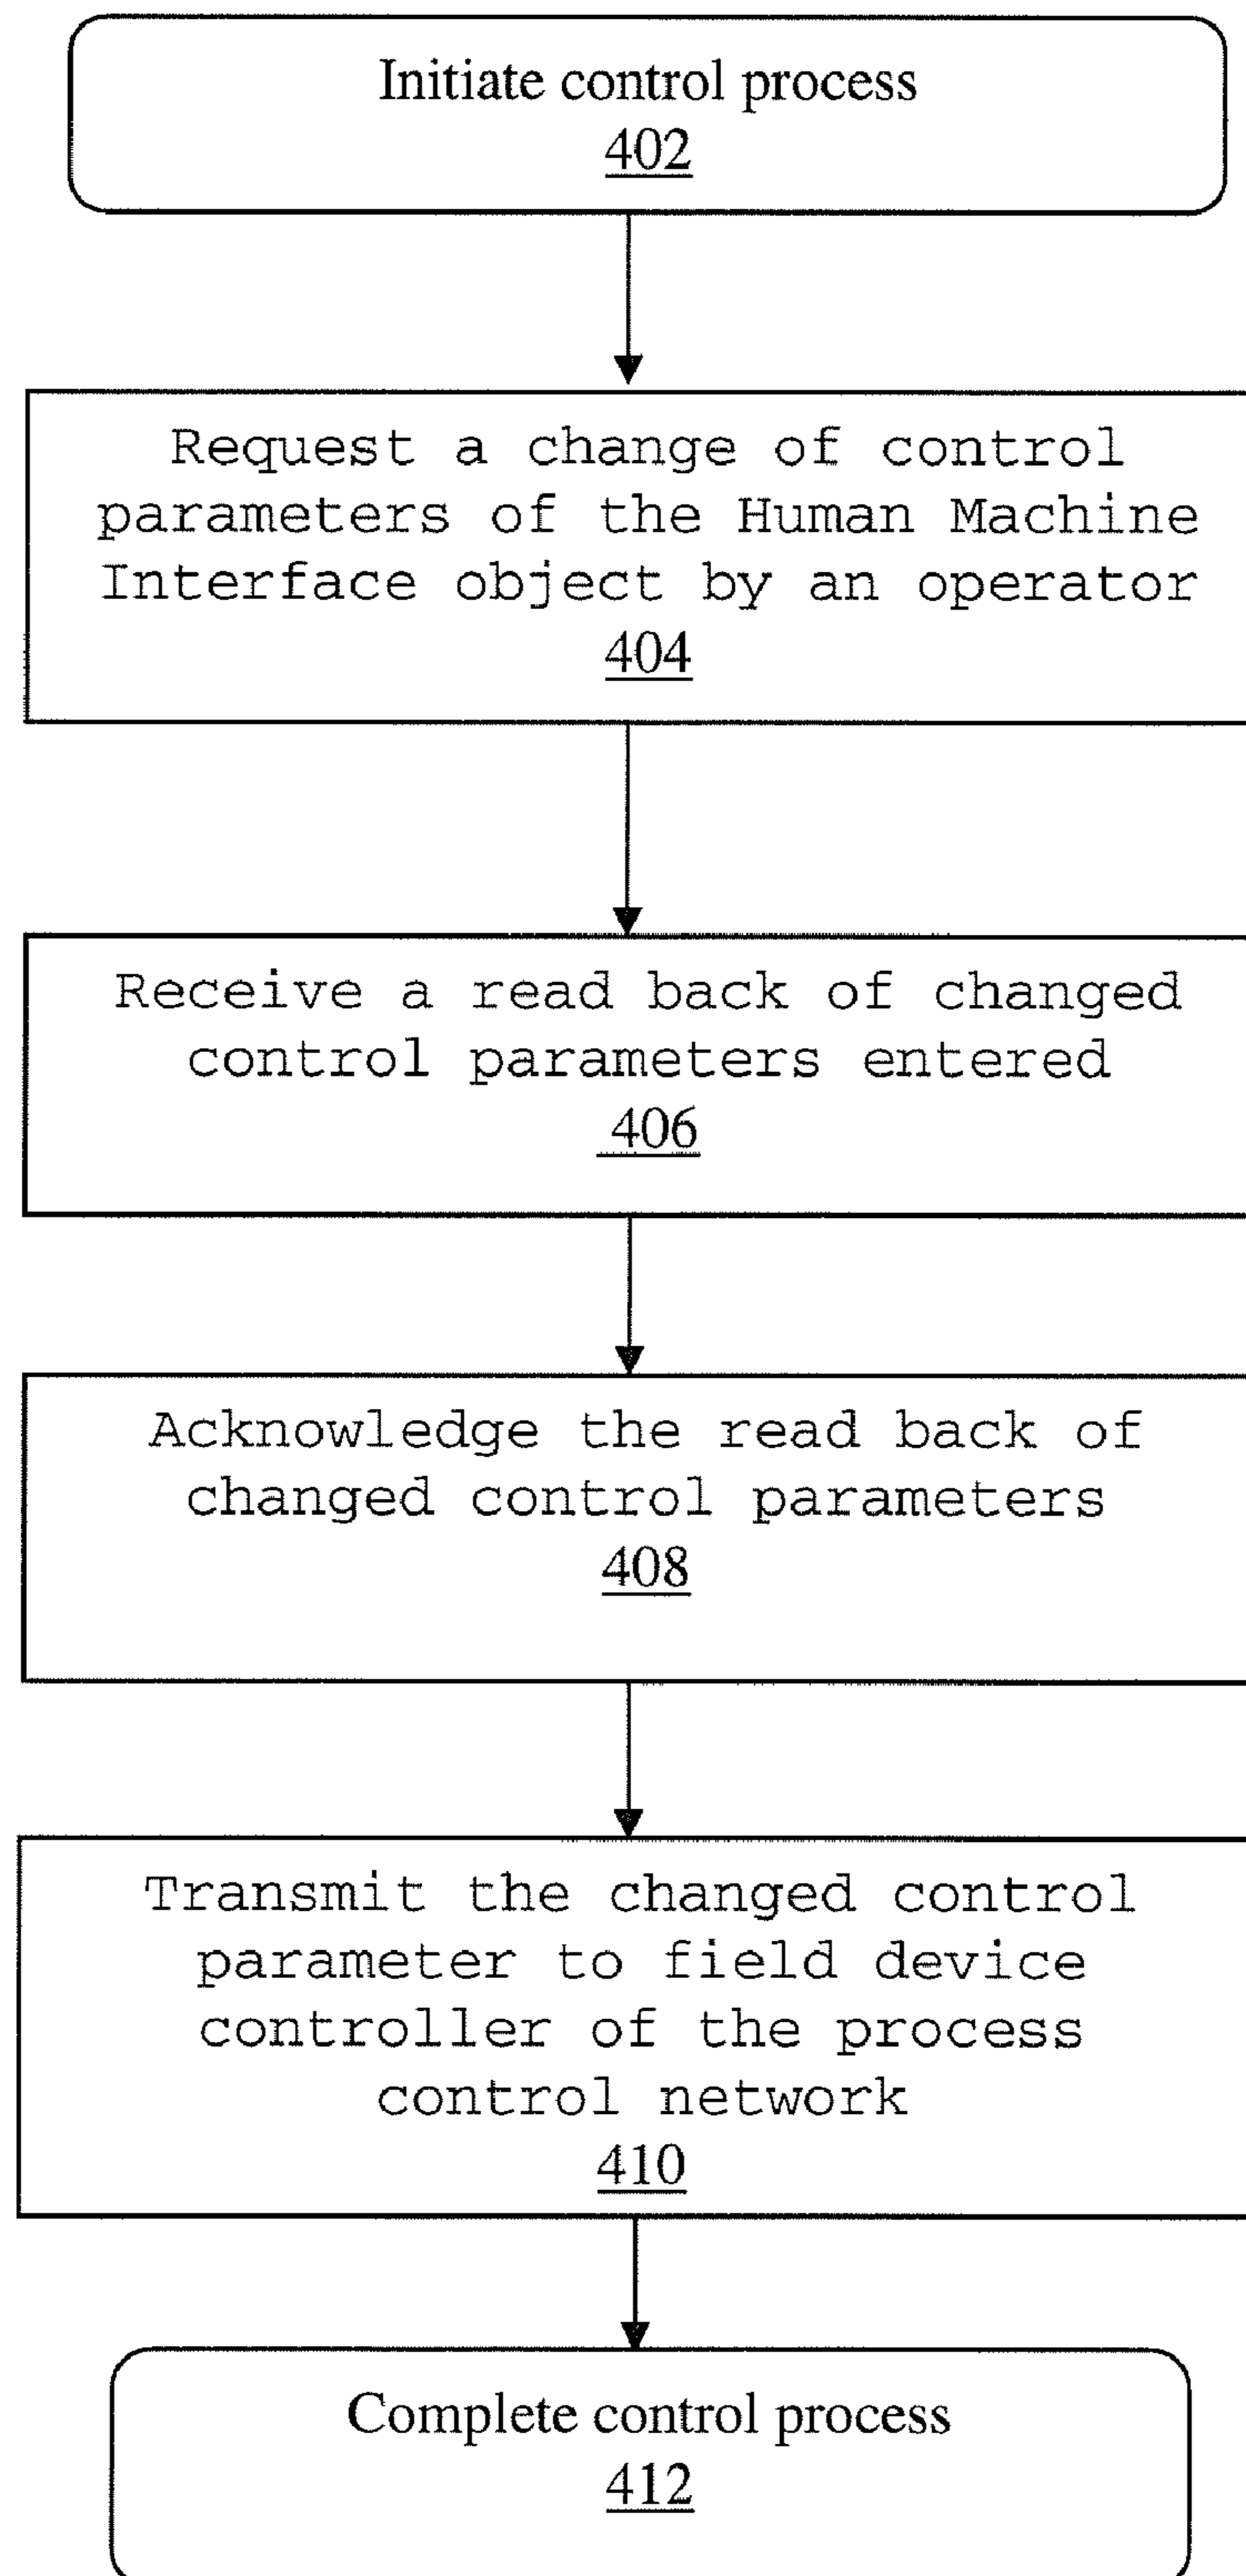 Initiate control process
402
Request a change of control
parameters of the Human Machine
Interface object by an operator
404
Receive a read back of changed
control parameters entered
406
Acknowledge the read back of
changed control parameters
408
Transmit the changed control
parameter to field device
controller of the process
control network
410
Complete control process
412